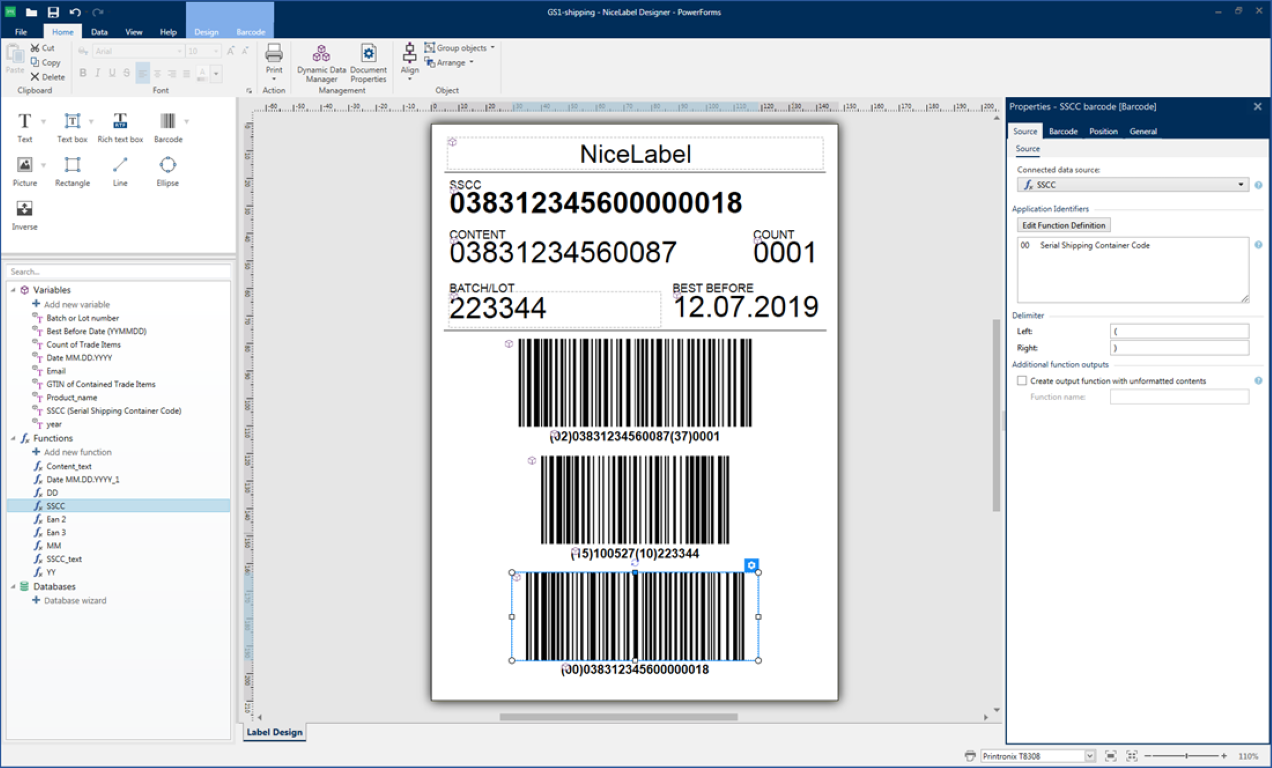 GS1-shipping - NiceLabel Designer - PowerForms
File Home Data View Help Design Barcode
Paste
Cut
Copy
Delete
Clipboard
Arial 10
B I U S
Font
Print
Action
Dynamic Data Manager
Document Properties
Management
Align
Group objects
Arrange
Object
Text Text box Rich text box Barcode
Picture Rectangle Line Ellipse
Inverse
Search...
Variables
Add new variable
Batch or Lot number
Best Before Date (YYMMDD)
Count of Trade Items
Date MM.DD.YYYY
Email
GTIN of Contained Trade Items
Product_name
SSCC (Serial Shipping Container Code)
year
Functions
Add new function
Content_text
Date MM.DD.YYYY_1
DD
SSCC
Ean 2
Ean 3
MM
SSCC_text
YY
Databases
Database wizard
NiceLabel
SSCC
038312345600000018
CONTENT COUNT
03831234560087 0001
BATCH/LOT BEST BEFORE
223344 12.07.2019
(02)03831234560087(37)0001
(15)100527(10)223344
(00)038312345600000018
Label Design
Properties - SSCC barcode [Barcode]
Source Barcode Position General
Source
Connected data source:
SSCC
Application Identifiers
Edit Function Definition
00 Serial Shipping Container Code
Delimiter
Left: (
Right: )
Additional function outputs
Create output function with unformatted contents
Function name:
Printronix T8308 110%